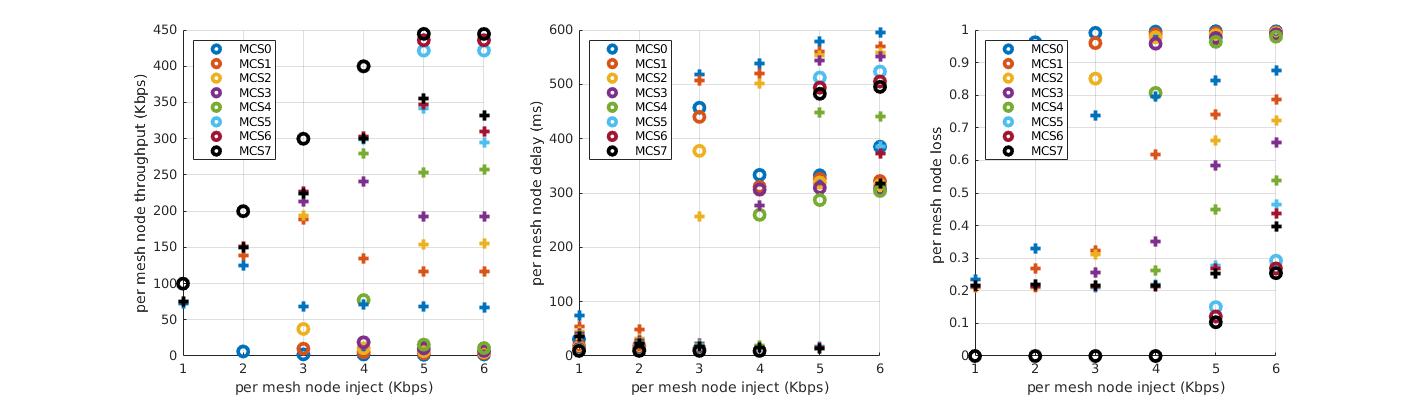 450
400
350
300
250
200
150
100
50
0
per mesh node throughput (Kbps)
MCS0
MCS1
MCS2
MCS3
MCS4
MCS5
MCS6
MCS7
1 2 3 4 5 6
per mesh node inject (Kbps)
600
500
400
300
200
100
0
per mesh node delay (ms)
MCS0
MCS1
MCS2
MCS3
MCS4
MCS5
MCS6
MCS7
1 2 3 4 5 6
per mesh node inject (Kbps)
1
0.9
0.8
0.7
0.6
0.5
0.4
0.3
0.2
0.1
0
per mesh node loss
MCS0
MCS1
MCS2
MCS3
MCS4
MCS5
MCS6
MCS7
1 2 3 4 5 6
per mesh node inject (Kbps)